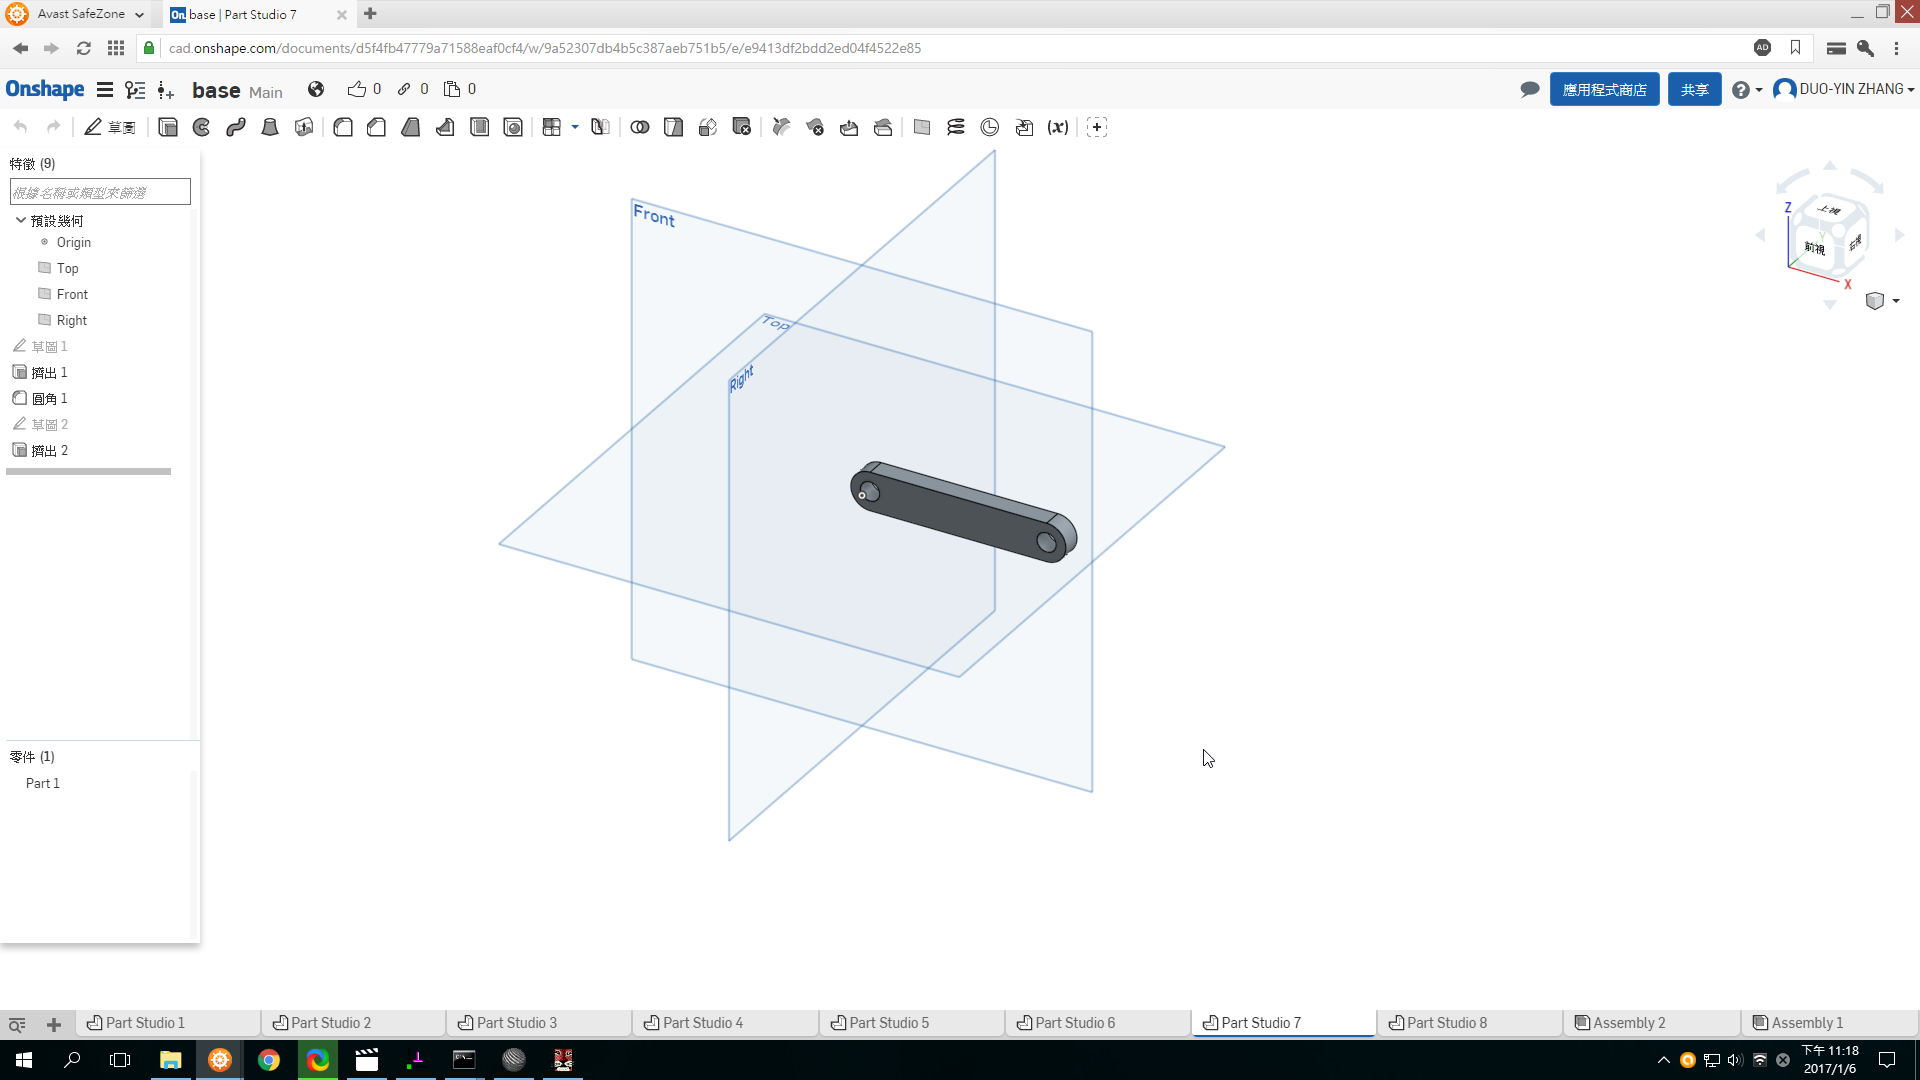 Avast SafeZone
On. base | Part Studio 7
cad.onshape.com/documents/d5f4fb47779a71588eaf0cf4/w/9a52307db4b5c387aeb751b5/e/e9413df2bdd2ed04f4522e85
AD
Onshape
base Main
0
0
0
應用程式商店
共享
DUO-YIN ZHANG
草圖
(x)
特徵 (9)
根據名稱或類型來篩選
預設幾何
Origin
Top
Front
Right
草圖 1
擠出 1
圓角 1
草圖 2
擠出 2
零件 (1)
Part 1
Front
Top
Right
Z
上視
Y
前視
右視
X
Part Studio 1
Part Studio 2
Part Studio 3
Part Studio 4
Part Studio 5
Part Studio 6
Part Studio 7
Part Studio 8
Assembly 2
Assembly 1
下午 11:18
2017/1/6